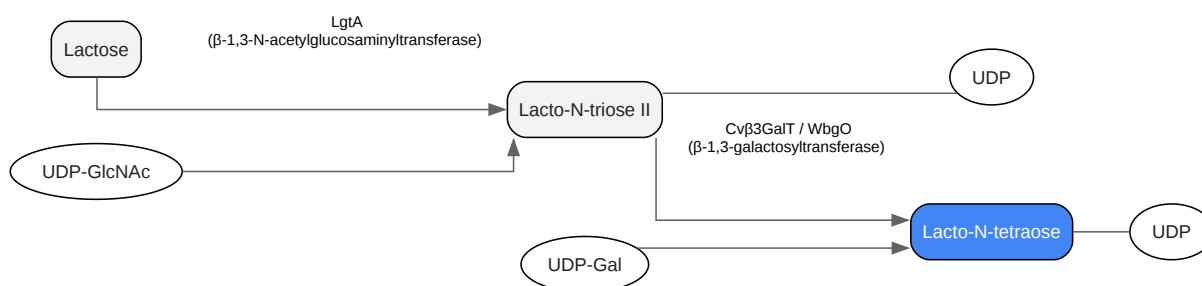 LgtA
(β-1,3-N-acetylglucosaminyltransferase)
Lactose
UDP
Lacto-N-triose II
Cvβ3GalT / WbgO
(β-1,3-galactosyltransferase)
UDP-GlcNAc
Lacto-N-tetraose
UDP
UDP-Gal